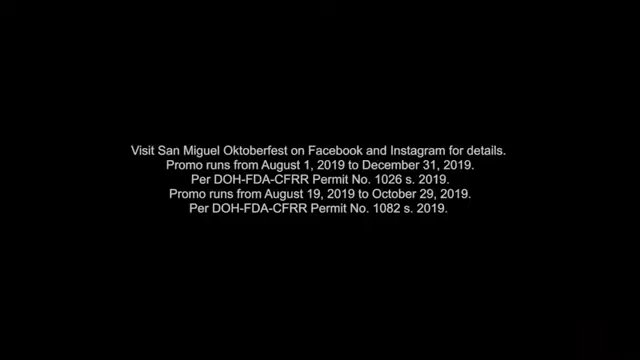 Visit San Miguel Oktoberfest on Facebook and Instagram for details.
Promo runs from August 1, 2019 to December 31, 2019.
Per DOH-FDA-CFRR Permit No. 1026 s. 2019.
Promo runs from August 19, 2019 to October 29, 2019.
Per DOH-FDA-CFRR Permit No. 1082 s. 2019.